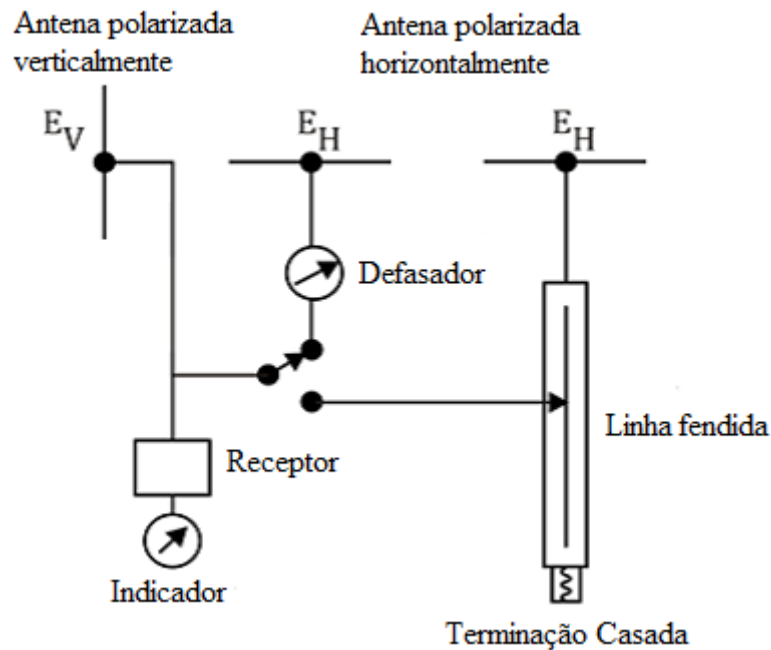 Antena polarizada
verticalmente
Antena polarizada
horizontalmente
E_V
E_H
E_H
Defasador
Linha fendida
Receptor
Indicador
Terminação Casada